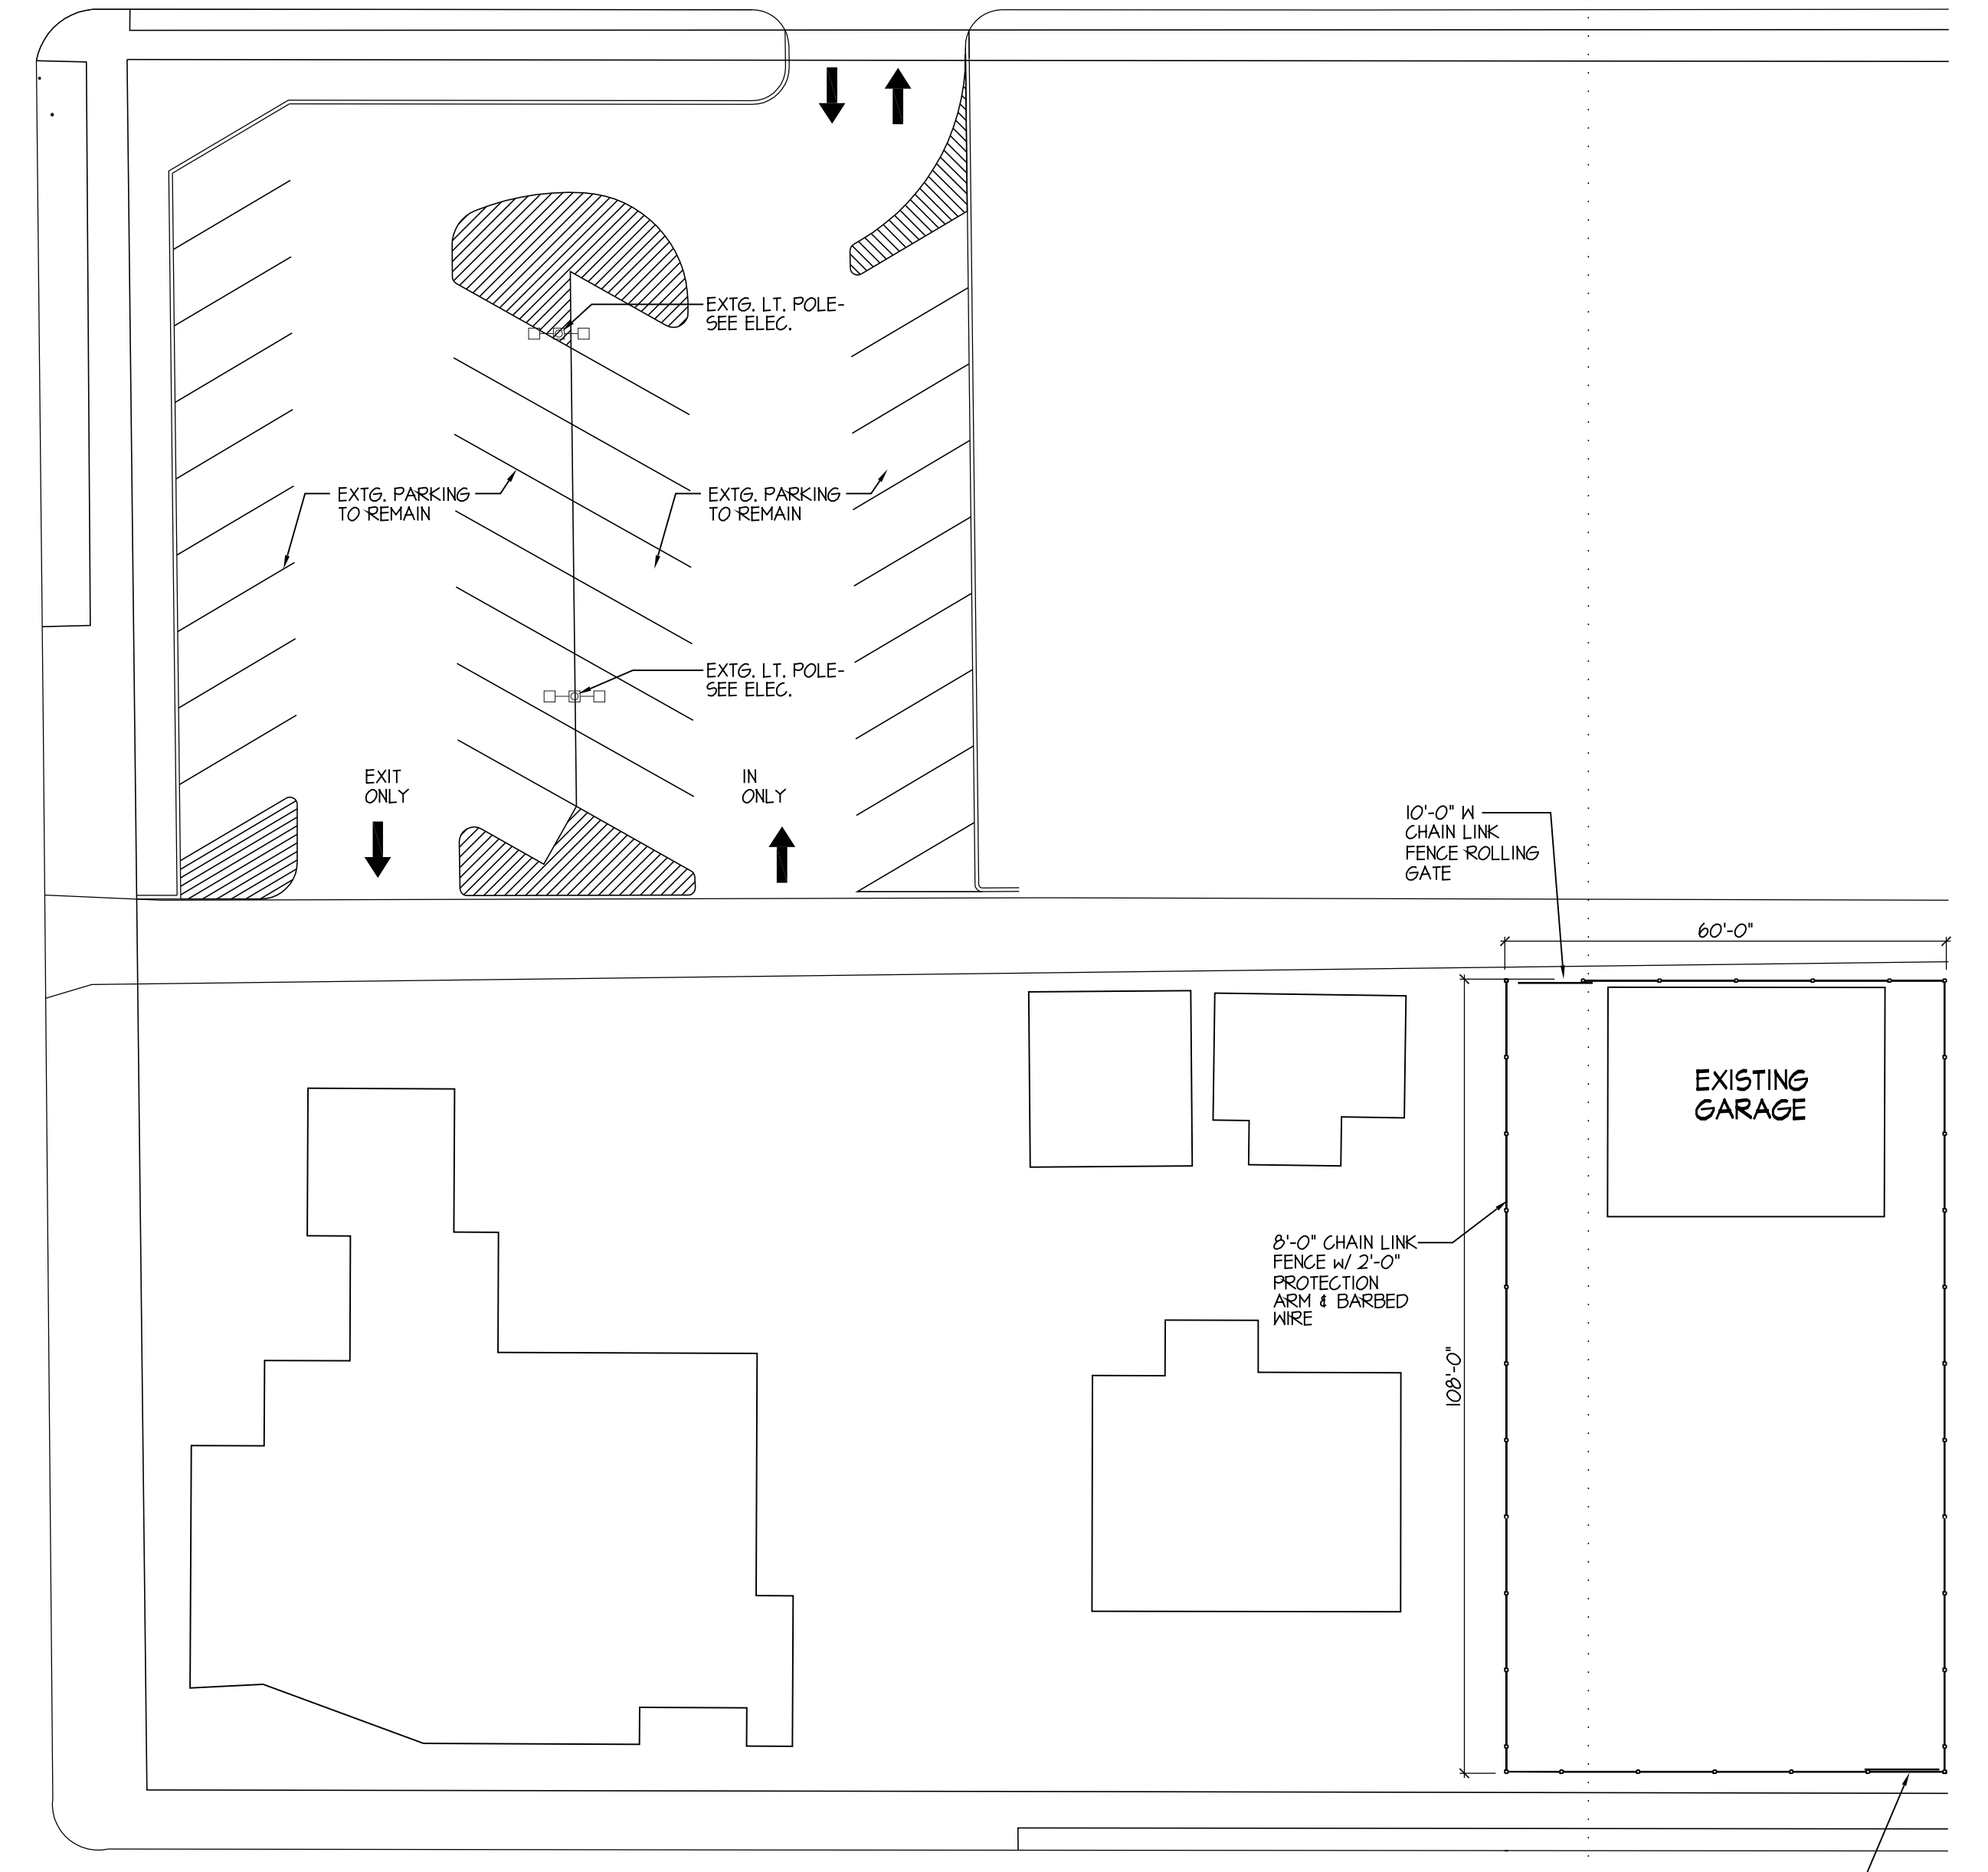 EXTG. LT. POLE-
SEE ELEC.
EXTG. PARKING
TO REMAIN
EXTG. PARKING
TO REMAIN
EXTG. LT. POLE-
SEE ELEC.
EXIT
ONLY
IN
ONLY
10'-0" W
CHAIN LINK
FENCE ROLLING
GATE
60'-0"
EXISTING
GARAGE
8'-0" CHAIN LINK
FENCE w/ 2'-0"
PROTECTION
ARM & BARBED
WIRE
108'-0"